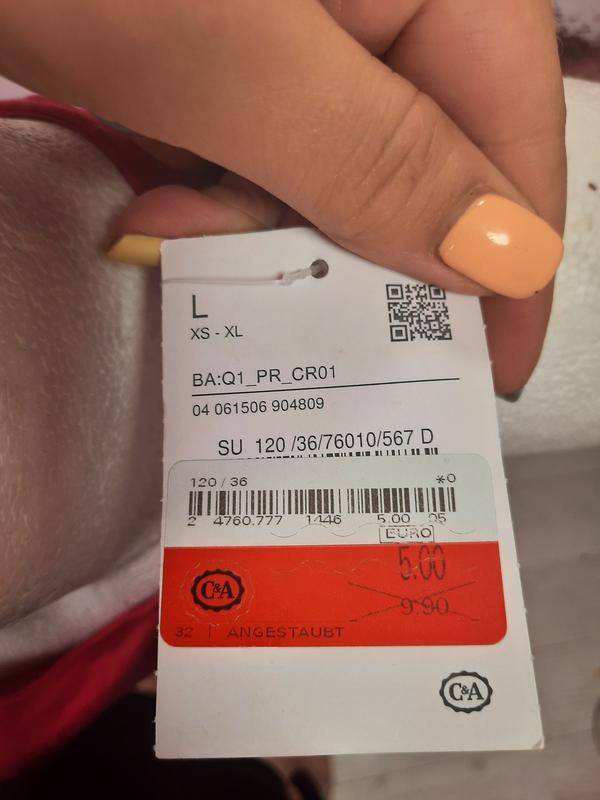 L
XS - XL
BA:Q1_PR_CR01
04 061506 904809
SU 120 /36/76010/567 D
120 / 36
*0
2 4760.777 1446 5.00 05
EURO
5.00
C&A
9.90
32 | ANGESTAUBT
C&A